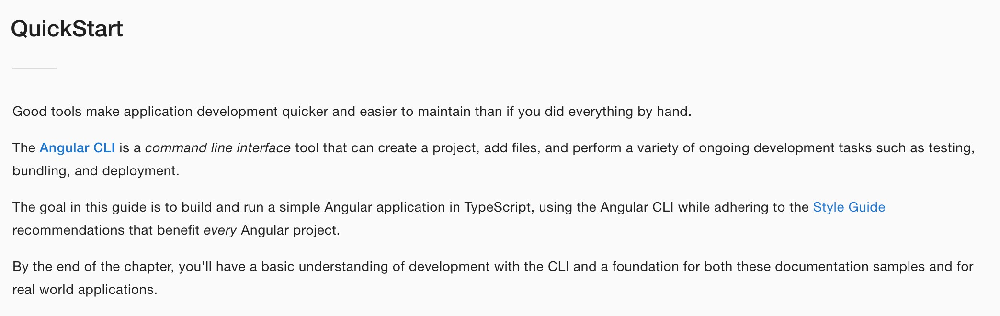 QuickStart
Good tools make application development quicker and easier to maintain than if you did everything by hand.
The Angular CLI is a command line interface tool that can create a project, add files, and perform a variety of ongoing development tasks such as testing,
bundling, and deployment.
The goal in this guide is to build and run a simple Angular application in TypeScript, using the Angular CLI while adhering to the Style Guide
recommendations that benefit every Angular project.
By the end of the chapter, you'll have a basic understanding of development with the CLI and a foundation for both these documentation samples and for
real world applications.